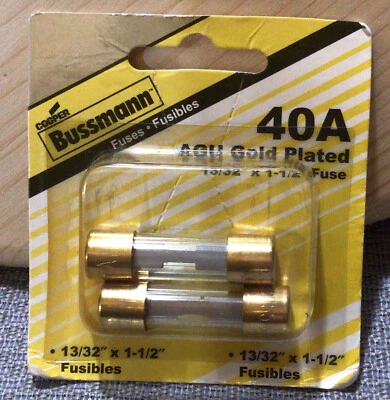 COOPER
Bussmann™
Fuses • Fusibles
40A
AGU Gold Plated
13/32" x 1-1/2" Fuse
• 13/32" x 1-1/2"
Fusibles
• 13/32" x 1-1/2"
Fusibles